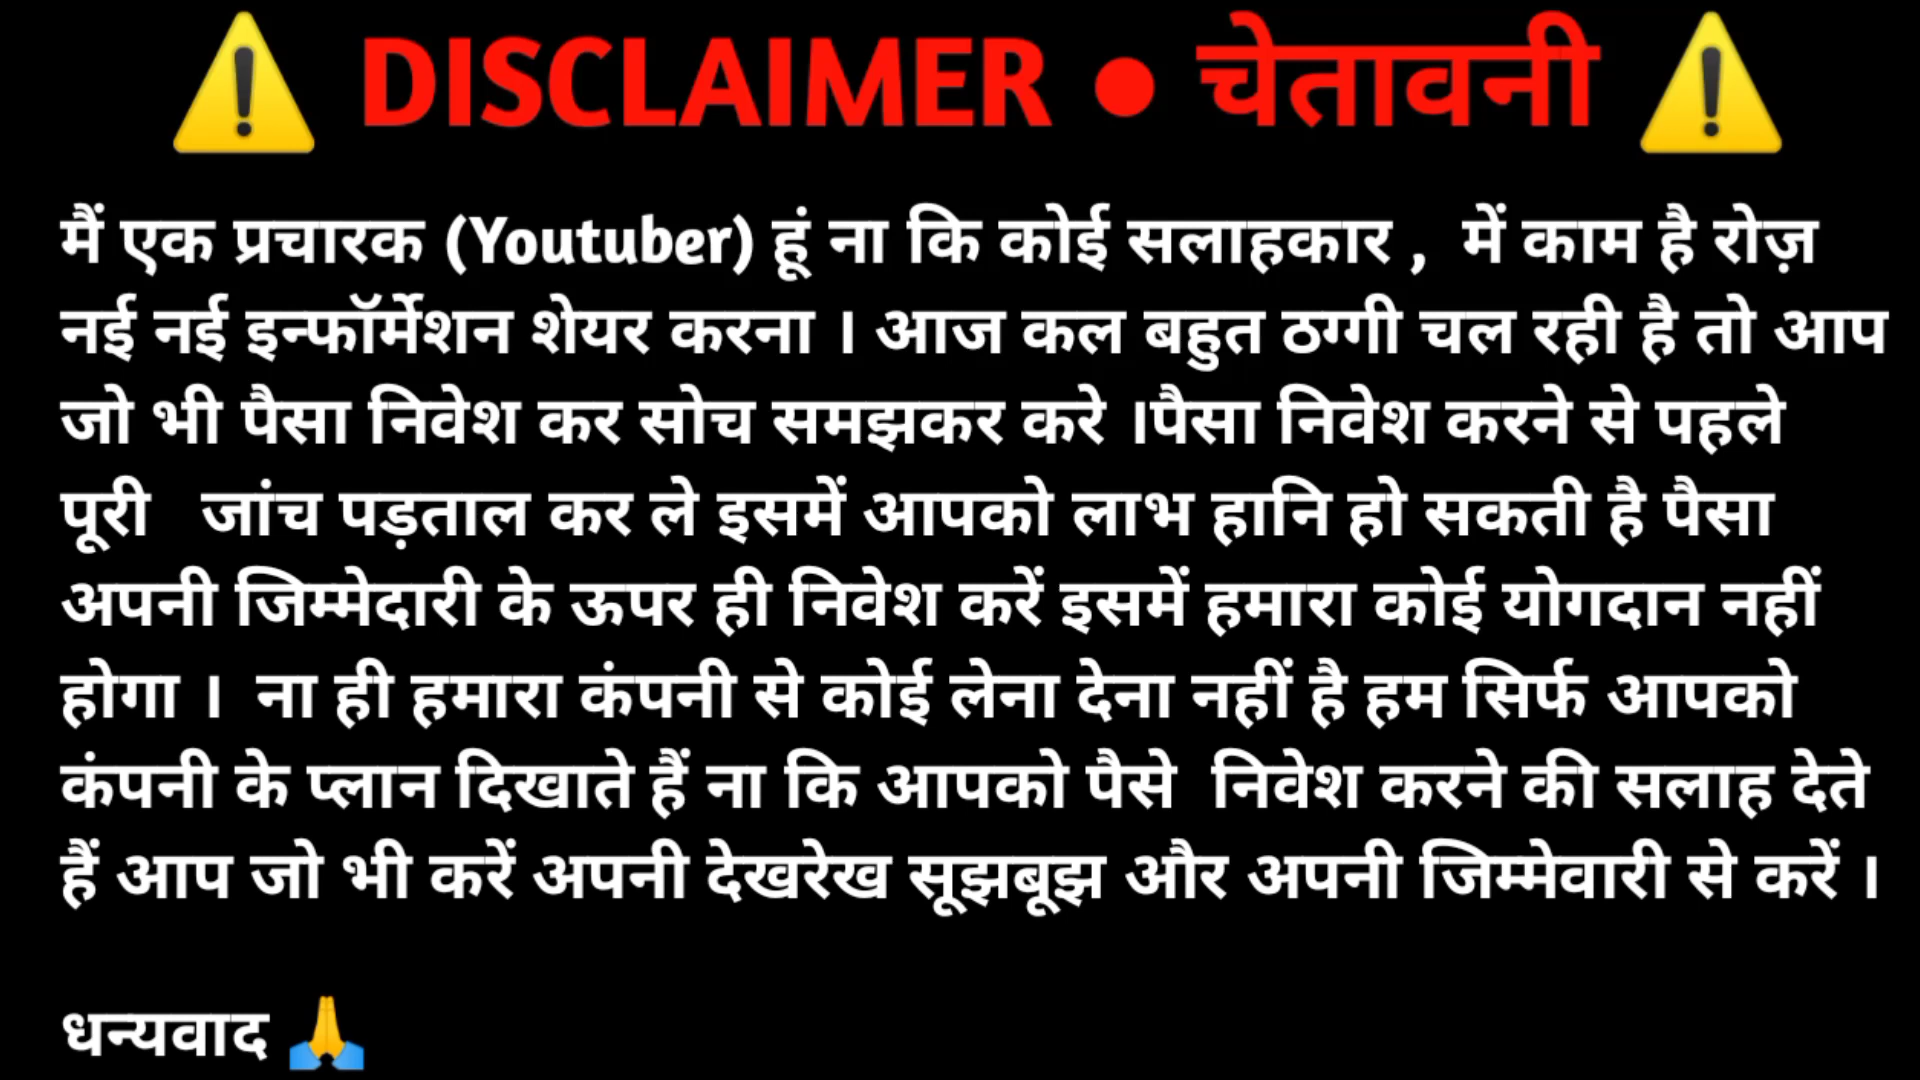 ⚠️ DISCLAIMER ● चेतावनी ⚠️
मैं एक प्रचारक (Youtuber) हूं ना कि कोई सलाहकार , में काम है रोज़
नई नई इन्फॉर्मेशन शेयर करना । आज कल बहुत ठग्गी चल रही है तो आप
जो भी पैसा निवेश कर सोच समझकर करे ।पैसा निवेश करने से पहले
पूरी जांच पड़ताल कर ले इसमें आपको लाभ हानि हो सकती है पैसा
अपनी जिम्मेदारी के ऊपर ही निवेश करें इसमें हमारा कोई योगदान नहीं
होगा । ना ही हमारा कंपनी से कोई लेना देना नहीं है हम सिर्फ आपको
कंपनी के प्लान दिखाते हैं ना कि आपको पैसे निवेश करने की सलाह देते
हैं आप जो भी करें अपनी देखरेख सूझबूझ और अपनी जिम्मेवारी से करें ।
धन्यवाद 🙏